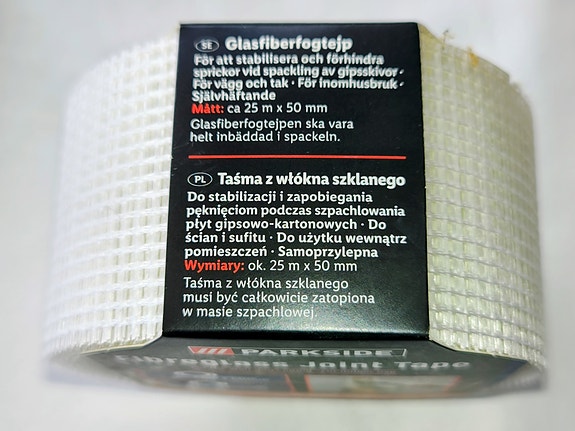 SE Glasfiberfogtejp
För att stabilisera och förhindra
sprickor vid spackling av gipsskivor ·
För vägg och tak · För inomhusbruk ·
Självhäftande
Mått: ca 25 m x 50 mm
Glasfiberfogtejpen ska vara
helt inbäddad i spackeln.
PL Taśma z włókna szklanego
Do stabilizacji i zapobiegania
pęknięciom podczas szpachlowania
płyt gipsowo-kartonowych · Do
ścian i sufitu · Do użytku wewnątrz
pomieszczeń · Samoprzylepna
Wymiary: ok. 25 m x 50 mm
Taśma z włókna szklanego
musi być całkowicie zatopiona
w masie szpachlowej.
PARKSIDE
Fibreglass Joint Tape